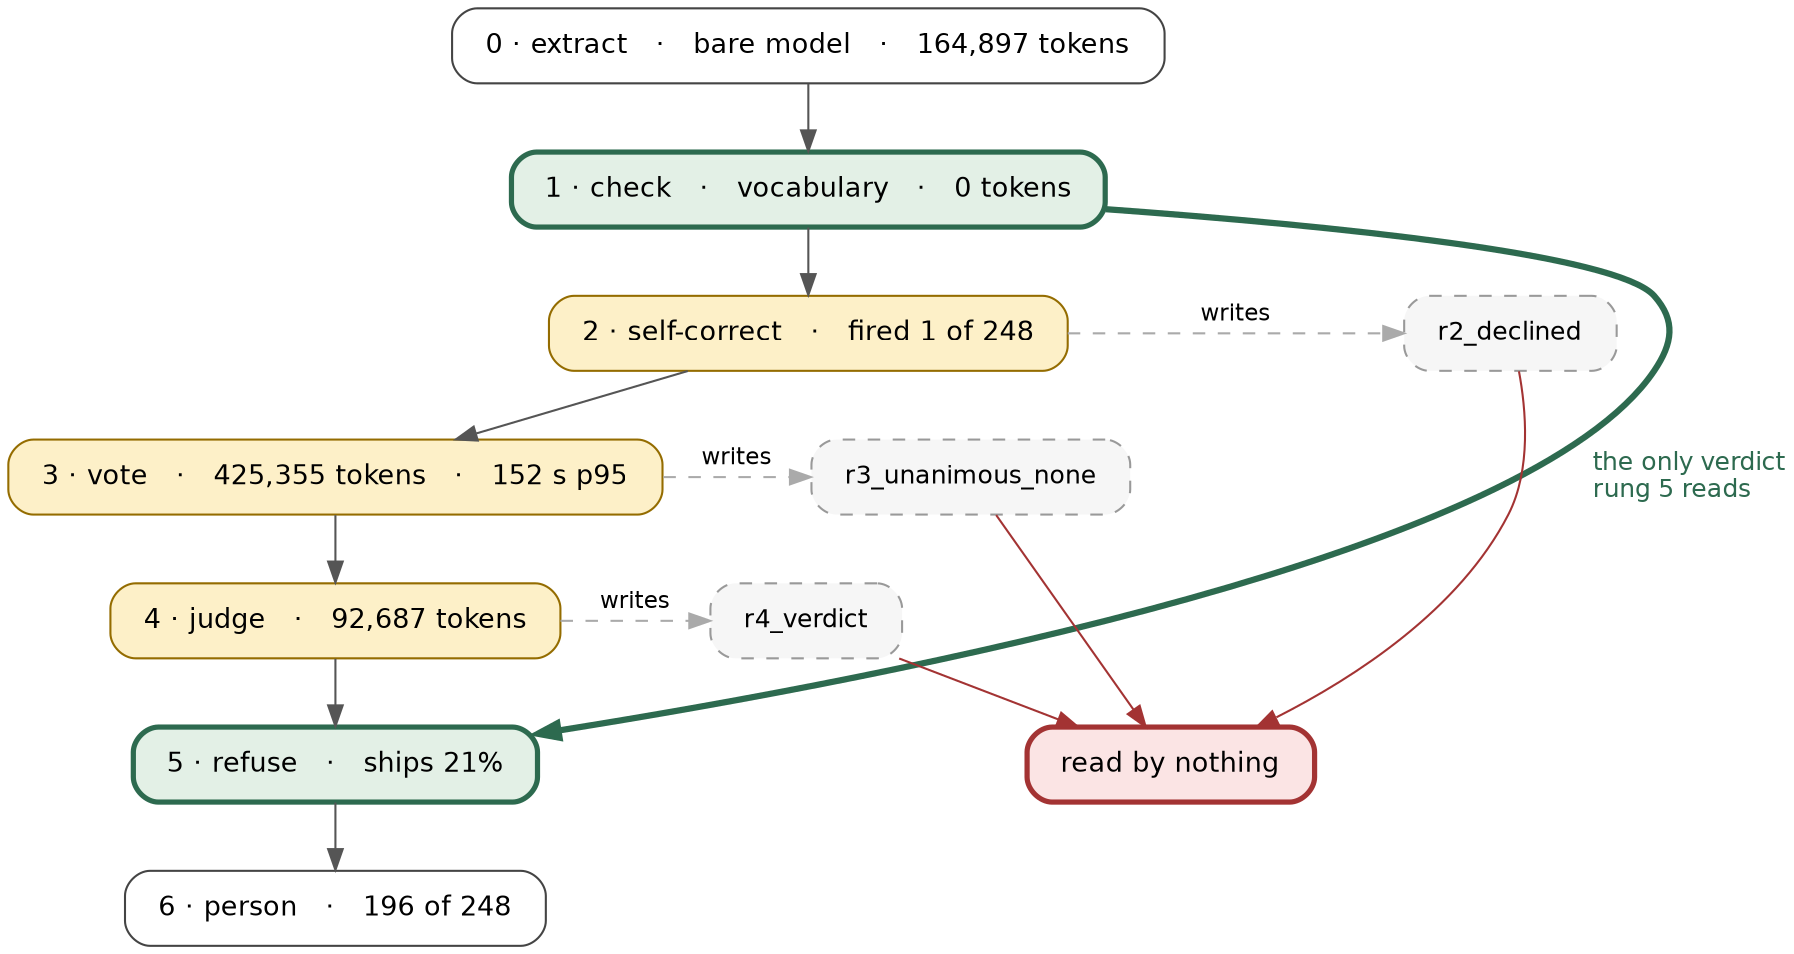 0 · extract · bare model · 164,897 tokens
1 · check · vocabulary · 0 tokens
2 · self-correct · fired 1 of 248
writes
r2_declined
3 · vote · 425,355 tokens · 152 s p95
writes
r3_unanimous_none
the only verdict
rung 5 reads
4 · judge · 92,687 tokens
writes
r4_verdict
5 · refuse · ships 21%
read by nothing
6 · person · 196 of 248